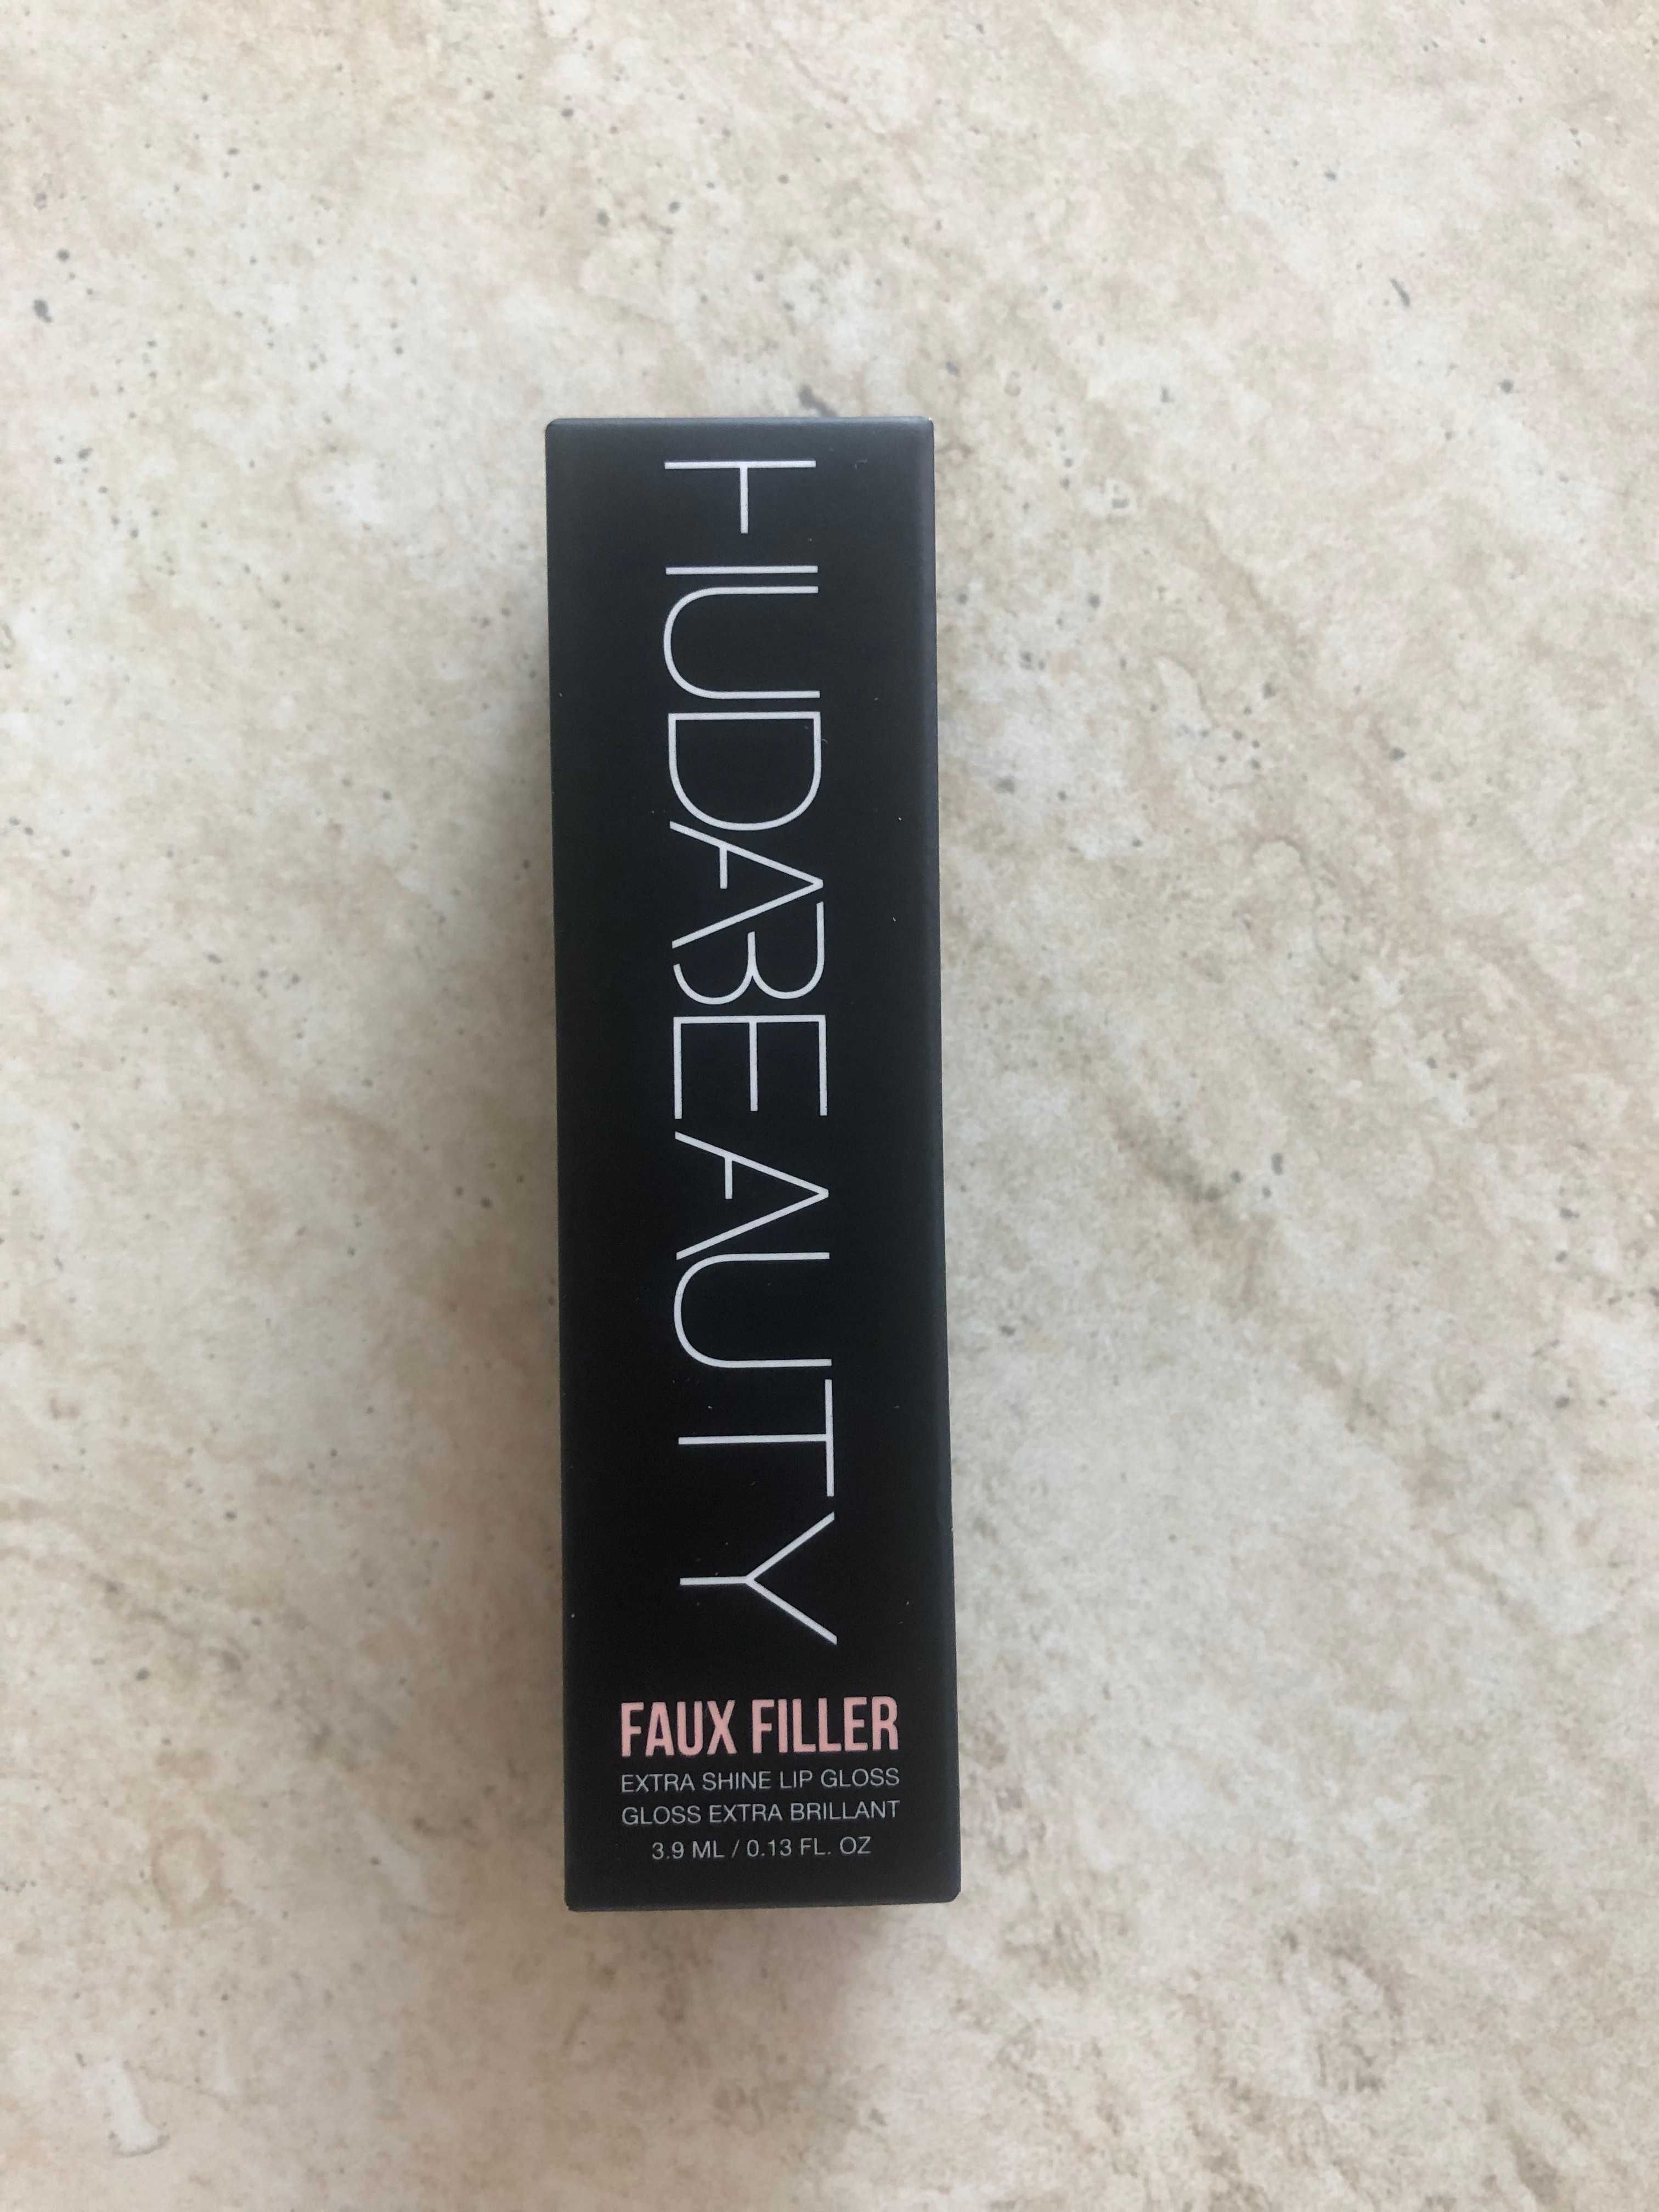 HUDABEAUTY
FAUX FILLER
EXTRA SHINE LIP GLOSS
GLOSS EXTRA BRILLANT
3.9 ML / 0.13 FL. OZ